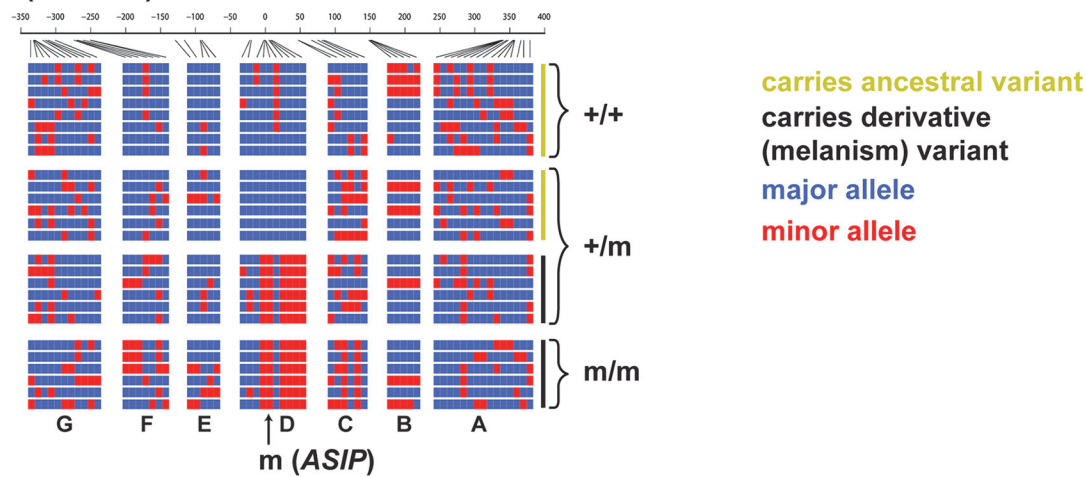 −350 −300 −250 −200 −150 −100 −50 0 50 100 150 200 250 300 350 400
+/+
+/m
m/m
carries ancestral variant
carries derivative
(melanism) variant
major allele
minor allele
G F E D C B A
m (ASIP)